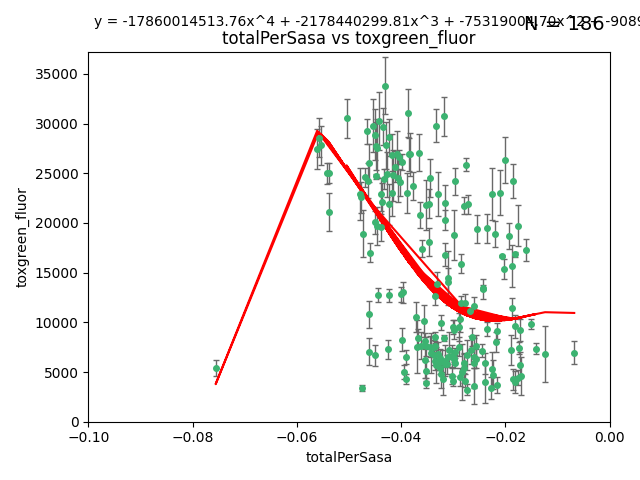 y = -17860014513.76x^4 + -2178440299.81x^3 +
N = 186
totalPerSasa vs toxgreen_fluor
toxgreen_fluor
35000
30000
25000
20000
15000
10000
5000
0
−0.10
−0.08
−0.06
−0.04
−0.02
0.00
totalPerSasa